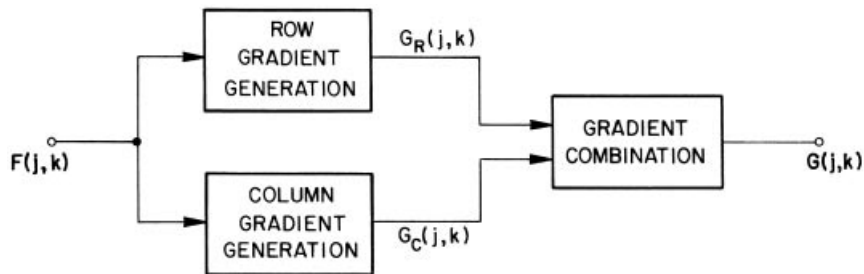 ROW
GRADIENT
GENERATION
G_R(j,k)
F(j,k)
GRADIENT
COMBINATION
G(j,k)
COLUMN
GRADIENT
GENERATION
G_C(j,k)